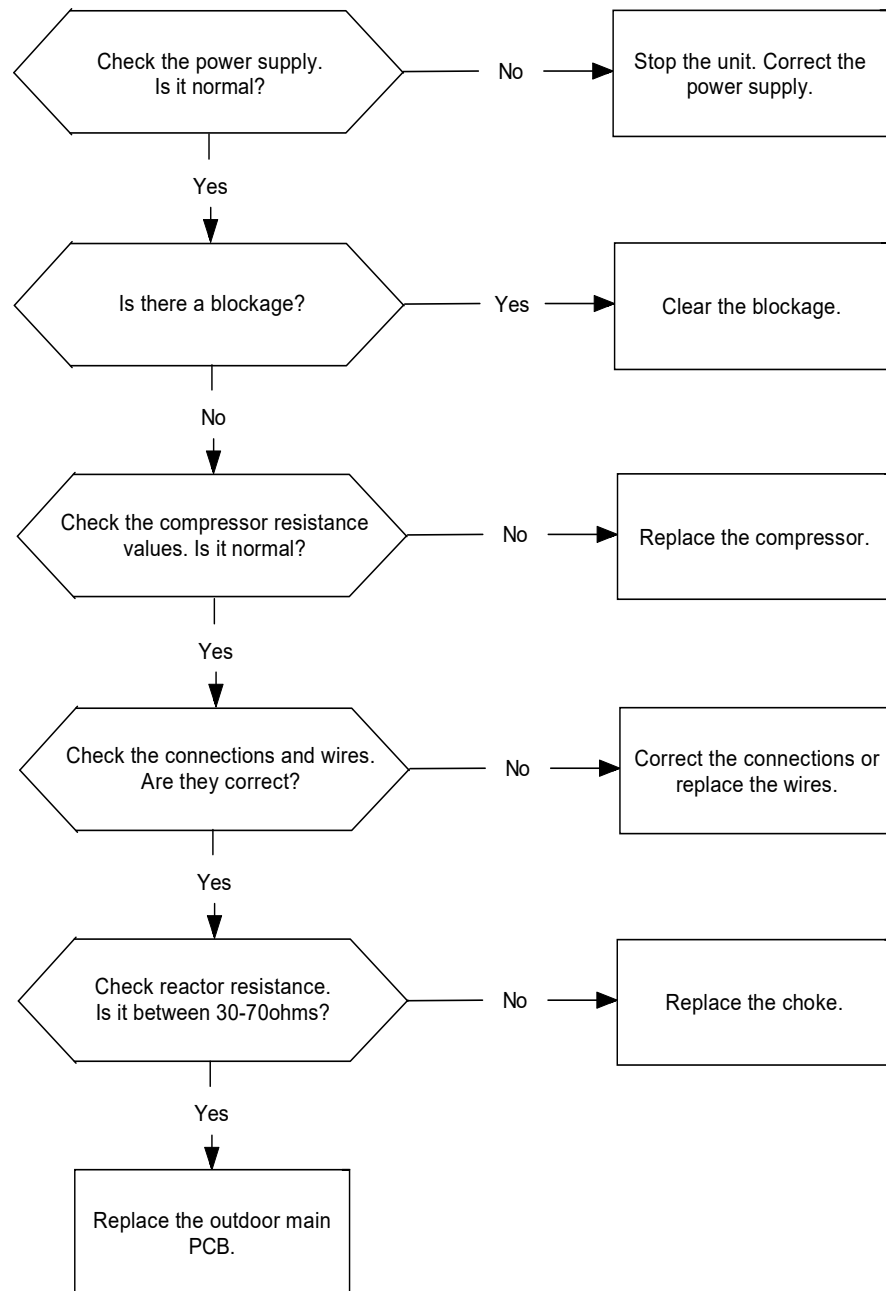 Check the power supply.
Is it normal?
No
Stop the unit. Correct the
power supply.
Yes
Is there a blockage?
Yes
Clear the blockage.
No
Check the compressor resistance
values. Is it normal?
No
Replace the compressor.
Yes
Check the connections and wires.
Are they correct?
No
Correct the connections or
replace the wires.
Yes
Check reactor resistance.
Is it between 30-70ohms?
No
Replace the choke.
Yes
Replace the outdoor main
PCB.